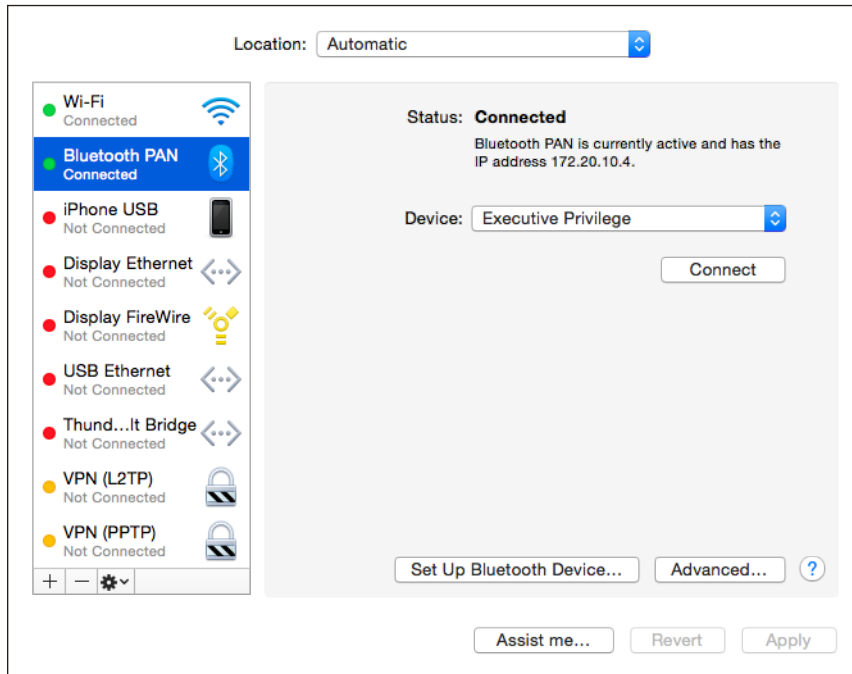 Location: Automatic
Wi-Fi
Connected
Bluetooth PAN
Connected
iPhone USB
Not Connected
Display Ethernet
Not Connected
Display FireWire
Not Connected
USB Ethernet
Not Connected
Thund...lt Bridge
Not Connected
VPN (L2TP)
Not Connected
VPN (PPTP)
Not Connected
Status: Connected
Bluetooth PAN is currently active and has the
IP address 172.20.10.4.
Device: Executive Privilege
Connect
Set Up Bluetooth Device... Advanced... ?
Assist me... Revert Apply